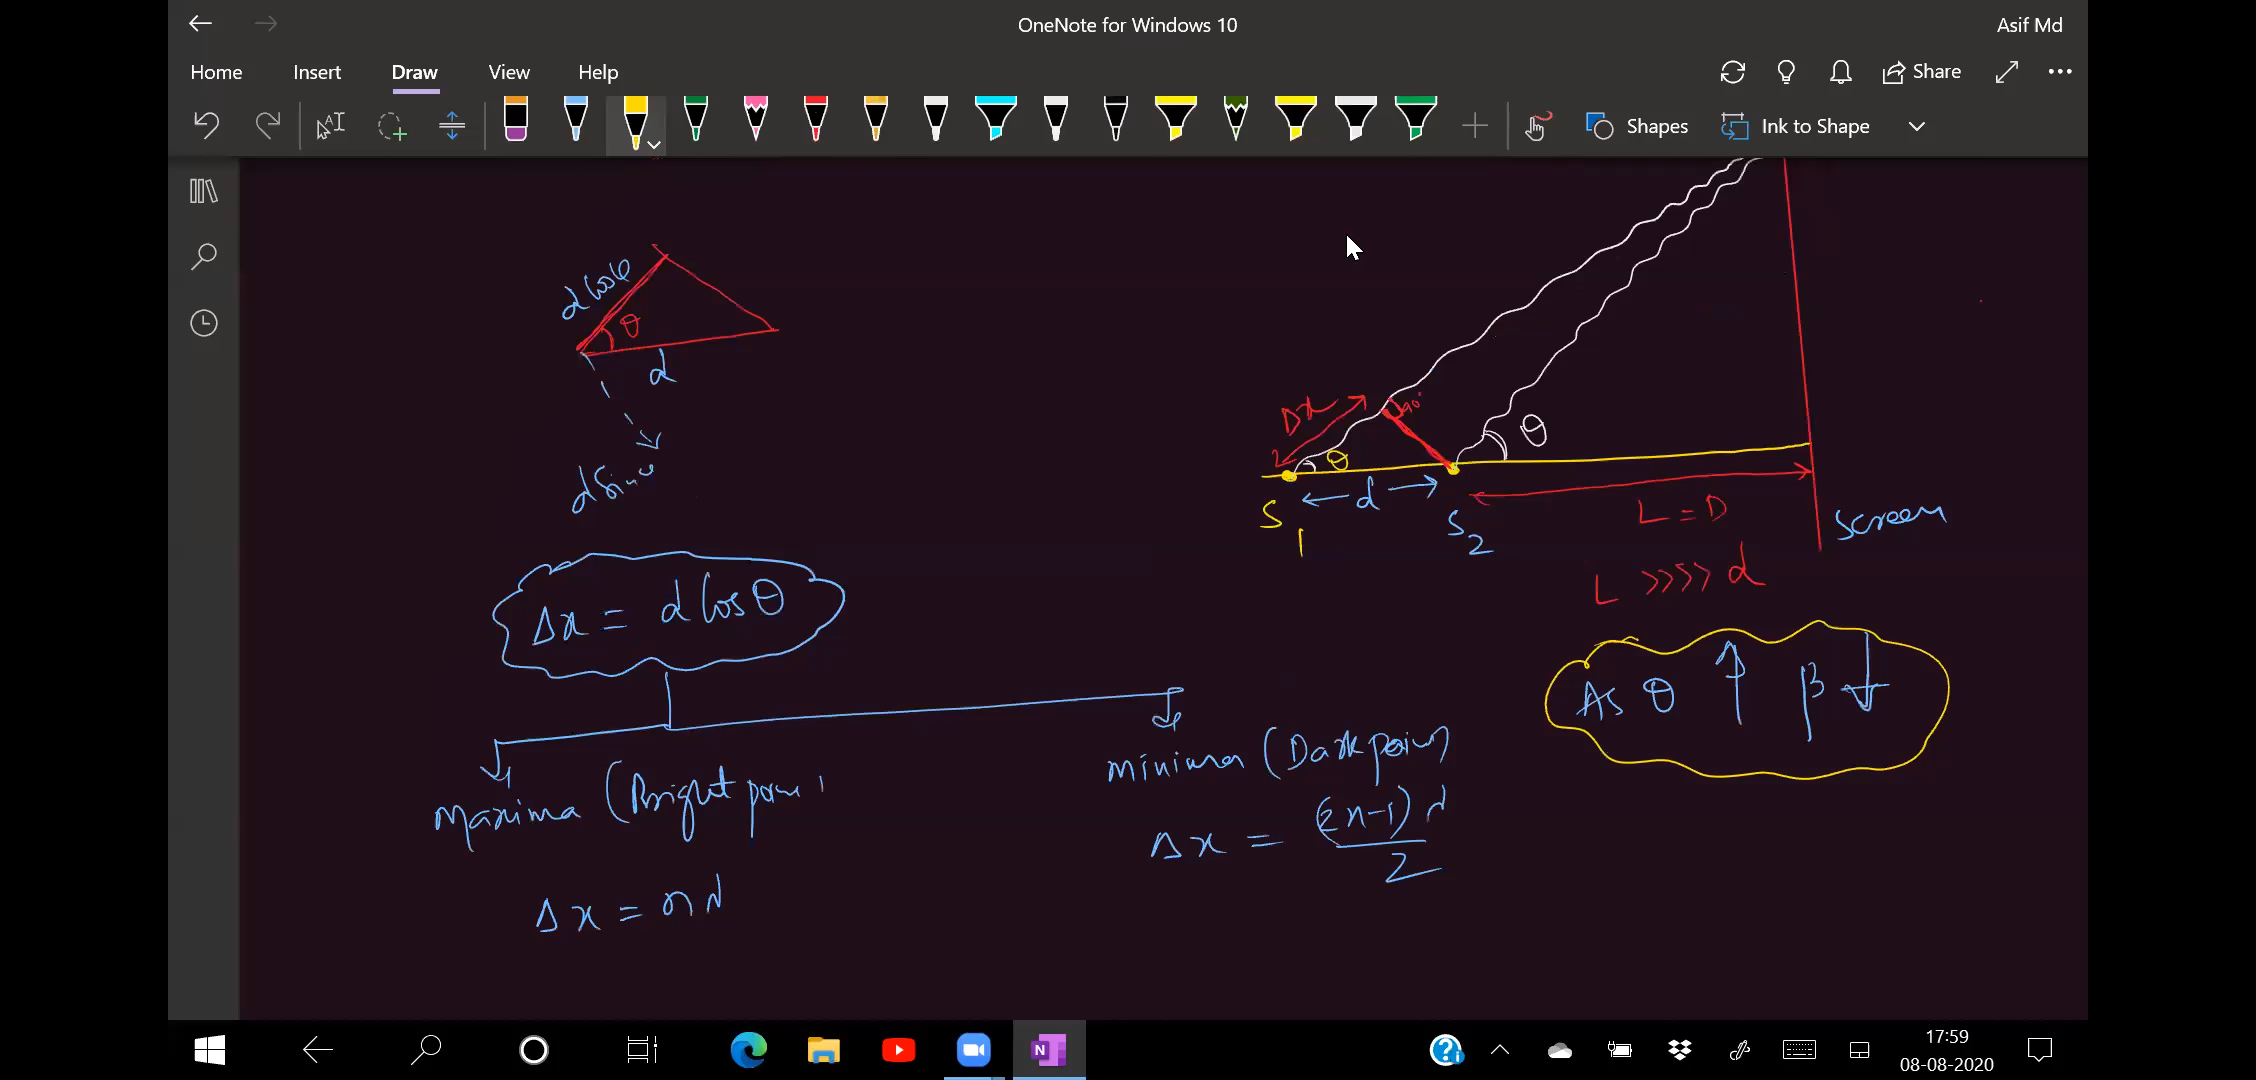 OneNote for Windows 10
Asif Md
Home Insert Draw View Help
Share
Shapes
Ink to Shape
d cosθ
θ
d
d sin
Δx
90°
θ
θ
S1
d
S2
L = D
Screen
L >>>> d
Δx = d Cosθ
As θ ↑ β ↓
Maxima (Bright
Minima (Dark point)
Δx = (2n-1)λ/2
Δx = nλ
17:59
08-08-2020